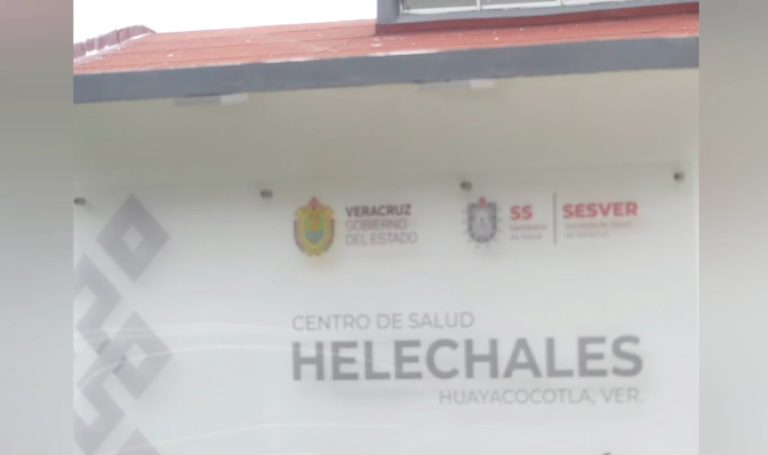 VERACRUZ
GOBIERNO
DEL ESTADO
SS
SESVER
CENTRO DE SALUD
HELECHALES
HUAYACOCOTLA, VER.